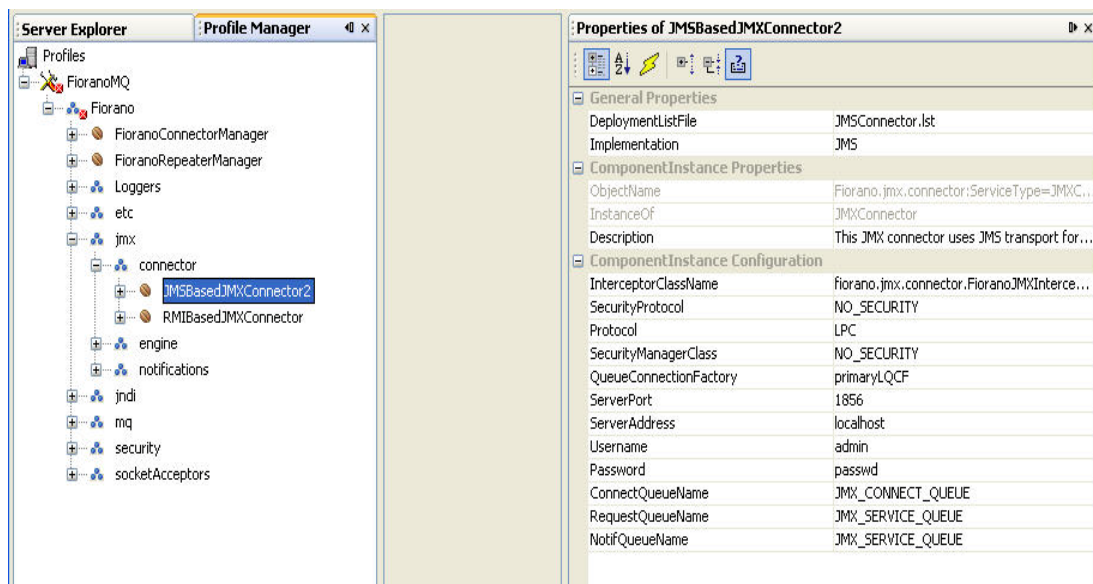 Server Explorer
Profile Manager
Profiles
FioranoMQ
Fiorano
FioranoConnectorManager
FioranoRepeaterManager
Loggers
etc
jmx
connector
JMSBasedJMXConnector2
RMIBasedJMXConnector
engine
notifications
jndi
mq
security
socketAcceptors
Properties of JMSBasedJMXConnector2
General Properties
DeploymentListFile JMSConnector.lst
Implementation JMS
ComponentInstance Properties
ObjectName Fiorano.jmx.connector:ServiceType=JMXC...
InstanceOf JMXConnector
Description This JMX connector uses JMS transport for...
ComponentInstance Configuration
InterceptorClassName fiorano.jmx.connector.FioranoJMXInterce...
SecurityProtocol NO_SECURITY
Protocol LPC
SecurityManagerClass NO_SECURITY
QueueConnectionFactory primaryLQCF
ServerPort 1856
ServerAddress localhost
Username admin
Password passwd
ConnectQueueName JMX_CONNECT_QUEUE
RequestQueueName JMX_SERVICE_QUEUE
NotifQueueName JMX_SERVICE_QUEUE